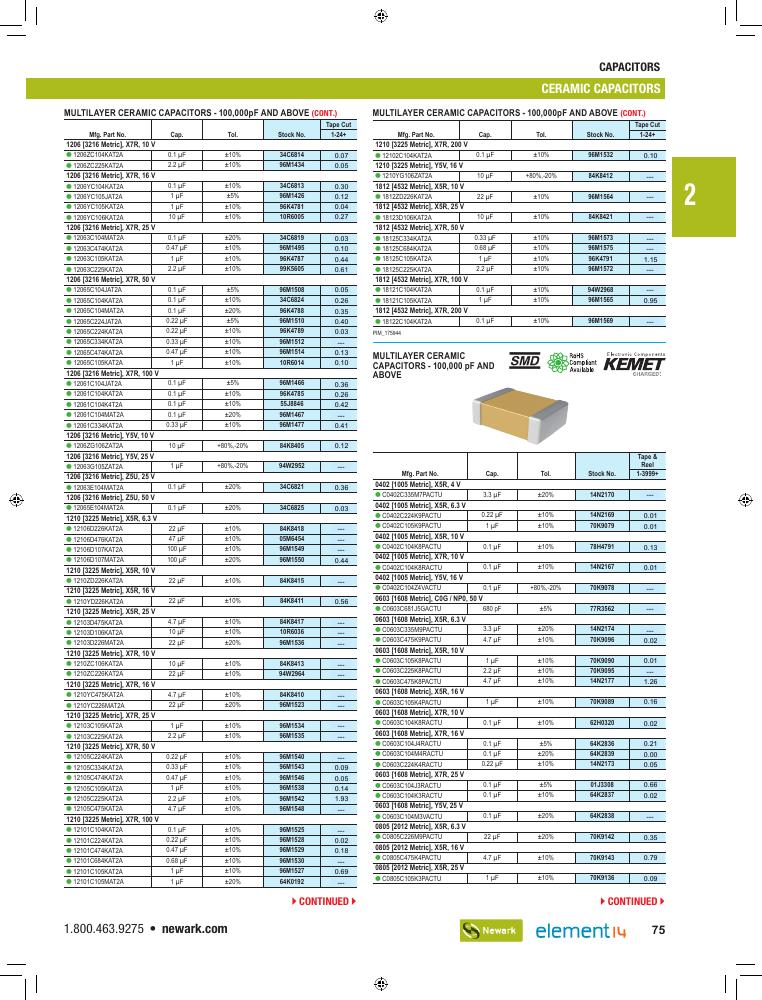 CAPACITORS
CERAMIC CAPACITORS
2
MULTILAYER CERAMIC CAPACITORS - 100,000pF AND ABOVE (CONT.)
Tape Cut
Mfg. Part No. Cap. Tol. Stock No. 1-24+
1206 [3216 Metric], X7R, 10 V
1206ZC104KAT2A 0.1 µF ±10% 34C6814 0.07
1206ZC225KAT2A 2.2 µF ±10% 96M1434 0.05
1206 [3216 Metric], X7R, 16 V
1206YC104KAT2A 0.1 µF ±10% 34C6813 0.30
1206YC105JAT2A 1 µF ±5% 96M1426 0.12
1206YC105KAT2A 1 µF ±10% 96K4781 0.04
1206YC106KAT2A 10 µF ±10% 10R6005 0.27
1206 [3216 Metric], X7R, 25 V
12063C104MAT2A 0.1 µF ±20% 34C6819 0.03
12063C474KAT2A 0.47 µF ±10% 96M1495 0.10
12063C105KAT2A 1 µF ±10% 96K4787 0.44
12063C225KAT2A 2.2 µF ±10% 99K5605 0.61
1206 [3216 Metric], X7R, 50 V
12065C104JAT2A 0.1 µF ±5% 96M1508 0.05
12065C104KAT2A 0.1 µF ±10% 34C6824 0.26
12065C104MAT2A 0.1 µF ±20% 96K4788 0.35
12065C224JAT2A 0.22 µF ±5% 96M1510 0.40
12065C224KAT2A 0.22 µF ±10% 96K4789 0.03
12065C334KAT2A 0.33 µF ±10% 96M1512 ---
12065C474KAT2A 0.47 µF ±10% 96M1514 0.13
12065C105KAT2A 1 µF ±10% 10R6014 0.10
1206 [3216 Metric], X7R, 100 V
12061C104JAT2A 0.1 µF ±5% 96M1466 0.36
12061C104KAT2A 0.1 µF ±10% 96K4785 0.26
12061C104K4T2A 0.1 µF ±10% 55J8846 0.42
12061C104MAT2A 0.1 µF ±20% 96M1467 ---
12061C334KAT2A 0.33 µF ±10% 96M1477 0.41
1206 [3216 Metric], Y5V, 10 V
1206ZG106ZAT2A 10 µF +80%,-20% 84K8405 0.12
1206 [3216 Metric], Y5V, 25 V
12063G105ZAT2A 1 µF +80%,-20% 94W2952 ---
1206 [3216 Metric], Z5U, 25 V
12063E104MAT2A 0.1 µF ±20% 34C6821 0.36
1206 [3216 Metric], Z5U, 50 V
12065E104MAT2A 0.1 µF ±20% 34C6825 0.03
1210 [3225 Metric], X5R, 6.3 V
12106D226KAT2A 22 µF ±10% 84K8418 ---
12106D476KAT2A 47 µF ±10% 05M6454 ---
12106D107KAT2A 100 µF ±10% 96M1549 ---
12106D107MAT2A 100 µF ±20% 96M1550 0.44
1210 [3225 Metric], X5R, 10 V
1210ZD226KAT2A 22 µF ±10% 84K8415 ---
1210 [3225 Metric], X5R, 16 V
1210YD226KAT2A 22 µF ±10% 84K8411 0.56
1210 [3225 Metric], X5R, 25 V
12103D475KAT2A 4.7 µF ±10% 84K8417 ---
12103D106KAT2A 10 µF ±10% 10R6036 ---
12103D226MAT2A 22 µF ±20% 96M1536 ---
1210 [3225 Metric], X7R, 10 V
1210ZC106KAT2A 10 µF ±10% 84K8413 ---
1210ZC226KAT2A 22 µF ±10% 94W2964 ---
1210 [3225 Metric], X7R, 16 V
1210YC475KAT2A 4.7 µF ±10% 84K8410 ---
1210YC226MAT2A 22 µF ±20% 96M1523 ---
1210 [3225 Metric], X7R, 25 V
12103C105KAT2A 1 µF ±10% 96M1534 ---
12103C225KAT2A 2.2 µF ±10% 96M1535 ---
1210 [3225 Metric], X7R, 50 V
12105C224KAT2A 0.22 µF ±10% 96M1540 ---
12105C334KAT2A 0.33 µF ±10% 96M1543 0.09
12105C474KAT2A 0.47 µF ±10% 96M1546 0.05
12105C105KAT2A 1 µF ±10% 96M1538 0.14
12105C225KAT2A 2.2 µF ±10% 96M1542 1.93
12105C475KAT2A 4.7 µF ±10% 96M1548 ---
1210 [3225 Metric], X7R, 100 V
12101C104KAT2A 0.1 µF ±10% 96M1525 ---
12101C224KAT2A 0.22 µF ±10% 96M1528 0.02
12101C474KAT2A 0.47 µF ±10% 96M1529 0.18
12101C684KAT2A 0.68 µF ±10% 96M1530 ---
12101C105KAT2A 1 µF ±10% 96M1527 0.69
12101C105MAT2A 1 µF ±20% 64K0192 ---
CONTINUED
MULTILAYER CERAMIC CAPACITORS - 100,000pF AND ABOVE (CONT.)
Tape Cut
Mfg. Part No. Cap. Tol. Stock No. 1-24+
1210 [3225 Metric], X7R, 200 V
12102C104KAT2A 0.1 µF ±10% 96M1532 0.10
1210 [3225 Metric], Y5V, 16 V
1210YG106ZAT2A 10 µF +80%,-20% 84K8412 ---
1812 [4532 Metric], X5R, 10 V
1812ZD226KAT2A 22 µF ±10% 96M1564 ---
1812 [4532 Metric], X5R, 25 V
18123D106KAT2A 10 µF ±10% 84K8421 ---
1812 [4532 Metric], X7R, 50 V
18125C334KAT2A 0.33 µF ±10% 96M1573 ---
18125C684KAT2A 0.68 µF ±10% 96M1575 ---
18125C105KAT2A 1 µF ±10% 96K4791 1.15
18125C225KAT2A 2.2 µF ±10% 96M1572 ---
1812 [4532 Metric], X7R, 100 V
18121C104KAT2A 0.1 µF ±10% 94W2968 ---
18121C105KAT2A 1 µF ±10% 96M1565 0.95
1812 [4532 Metric], X7R, 200 V
18122C104KAT2A 0.1 µF ±10% 96M1569 ---
PIM_175944
MULTILAYER CERAMIC
CAPACITORS - 100,000 pF AND
ABOVE
SMD
RoHS
Compliant
Available
Electronic Components
KEMET
CHARGED.
Tape &
Reel
Mfg. Part No. Cap. Tol. Stock No. 1-3999+
0402 [1005 Metric], X5R, 4 V
C0402C335M7PACTU 3.3 µF ±20% 14N2170 ---
0402 [1005 Metric], X5R, 6.3 V
C0402C224K9PACTU 0.22 µF ±10% 14N2169 0.01
C0402C105K9PACTU 1 µF ±10% 70K9079 0.01
0402 [1005 Metric], X5R, 10 V
C0402C104K8PACTU 0.1 µF ±10% 78H4791 0.13
0402 [1005 Metric], X7R, 10 V
C0402C104K8RACTU 0.1 µF ±10% 14N2167 0.01
0402 [1005 Metric], Y5V, 16 V
C0402C104Z4VACTU 0.1 µF +80%,-20% 70K9078 ---
0603 [1608 Metric], C0G / NP0, 50 V
C0603C681J5GACTU 680 pF ±5% 77R3562 ---
0603 [1608 Metric], X5R, 6.3 V
C0603C335M9PACTU 3.3 µF ±20% 14N2174 ---
C0603C475K9PACTU 4.7 µF ±10% 70K9096 0.02
0603 [1608 Metric], X5R, 10 V
C0603C105K8PACTU 1 µF ±10% 70K9090 0.01
C0603C225K8PACTU 2.2 µF ±10% 70K9095 ---
C0603C475K8PACTU 4.7 µF ±10% 14N2177 1.26
0603 [1608 Metric], X5R, 16 V
C0603C105K4PACTU 1 µF ±10% 70K9089 0.16
0603 [1608 Metric], X7R, 10 V
C0603C104K8RACTU 0.1 µF ±10% 62H0320 0.02
0603 [1608 Metric], X7R, 16 V
C0603C104J4RACTU 0.1 µF ±5% 64K2836 0.21
C0603C104M4RACTU 0.1 µF ±20% 64K2839 0.00
C0603C224K4RACTU 0.22 µF ±10% 14N2173 0.05
0603 [1608 Metric], X7R, 25 V
C0603C104J3RACTU 0.1 µF ±5% 01J3308 0.66
C0603C104K3RACTU 0.1 µF ±10% 64K2837 0.02
0603 [1608 Metric], Y5V, 25 V
C0603C104M3VACTU 0.1 µF ±20% 64K2838 ---
0805 [2012 Metric], X5R, 6.3 V
C0805C226M9PACTU 22 µF ±20% 70K9142 0.35
0805 [2012 Metric], X5R, 16 V
C0805C475K4PACTU 4.7 µF ±10% 70K9143 0.79
0805 [2012 Metric], X5R, 25 V
C0805C105K3PACTU 1 µF ±10% 70K9136 0.09
CONTINUED
1.800.463.9275 • newark.com
Newark
element14
75